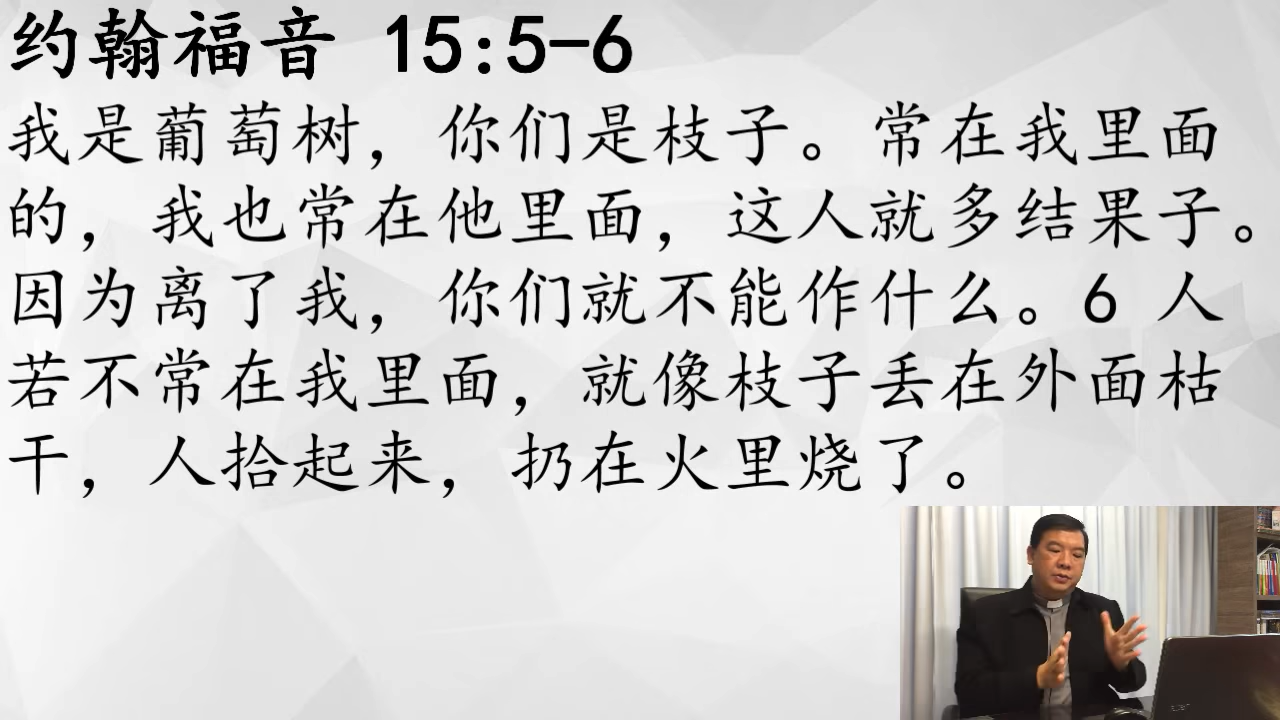 约翰福音 15:5-6
我是葡萄树，你们是枝子。常在我里面
的，我也常在他里面，这人就多结果子。
因为离了我，你们就不能作什么。6 人
若不常在我里面，就像枝子丢在外面枯
干，人拾起来，扔在火里烧了。